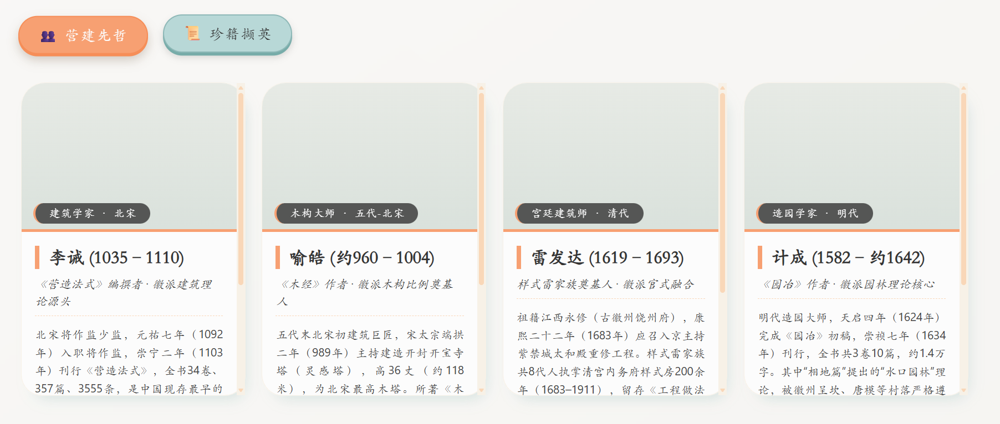 营建先哲
珍籍撷英
建筑学家 · 北宋
李诫 (1035 – 1110)
《营造法式》编撰者 · 徽派建筑理
论源头
北宋将作监少监，元祐七年（1092
年）入职将作监，崇宁二年（1103
年）刊行《营造法式》，全书34卷、
357篇、3555条，是中国现存最早的
木构大师 · 五代-北宋
喻皓 (约960 – 1004)
《木经》作者 · 徽派木构比例奠基
人
五代末北宋初建筑巨匠，宋太宗端拱
二年（989年）主持建造开封开宝寺
塔（灵感塔），高36丈（约118
米），为北宋最高木塔。所著《木
宫廷建筑师 · 清代
雷发达 (1619 – 1693)
样式雷家族奠基人 · 徽派官式融合
祖籍江西永修（古徽州饶州府），康
熙二十二年（1683年）应召入京主持
紫禁城太和殿重修工程。样式雷家族
共8代人执掌清宫内务府样式房200余
年（1683–1911），留存《工程做法
造园学家 · 明代
计成 (1582 – 约1642)
《园冶》作者 · 徽派园林理论核心
明代造园大师，天启四年（1624年）
完成《园冶》初稿，崇祯七年（1634
年）刊行，全书共3卷10篇，约1.4万
字。其中“相地篇”提出的“水口园林”理
论，被徽州呈坎、唐模等村落严格遵